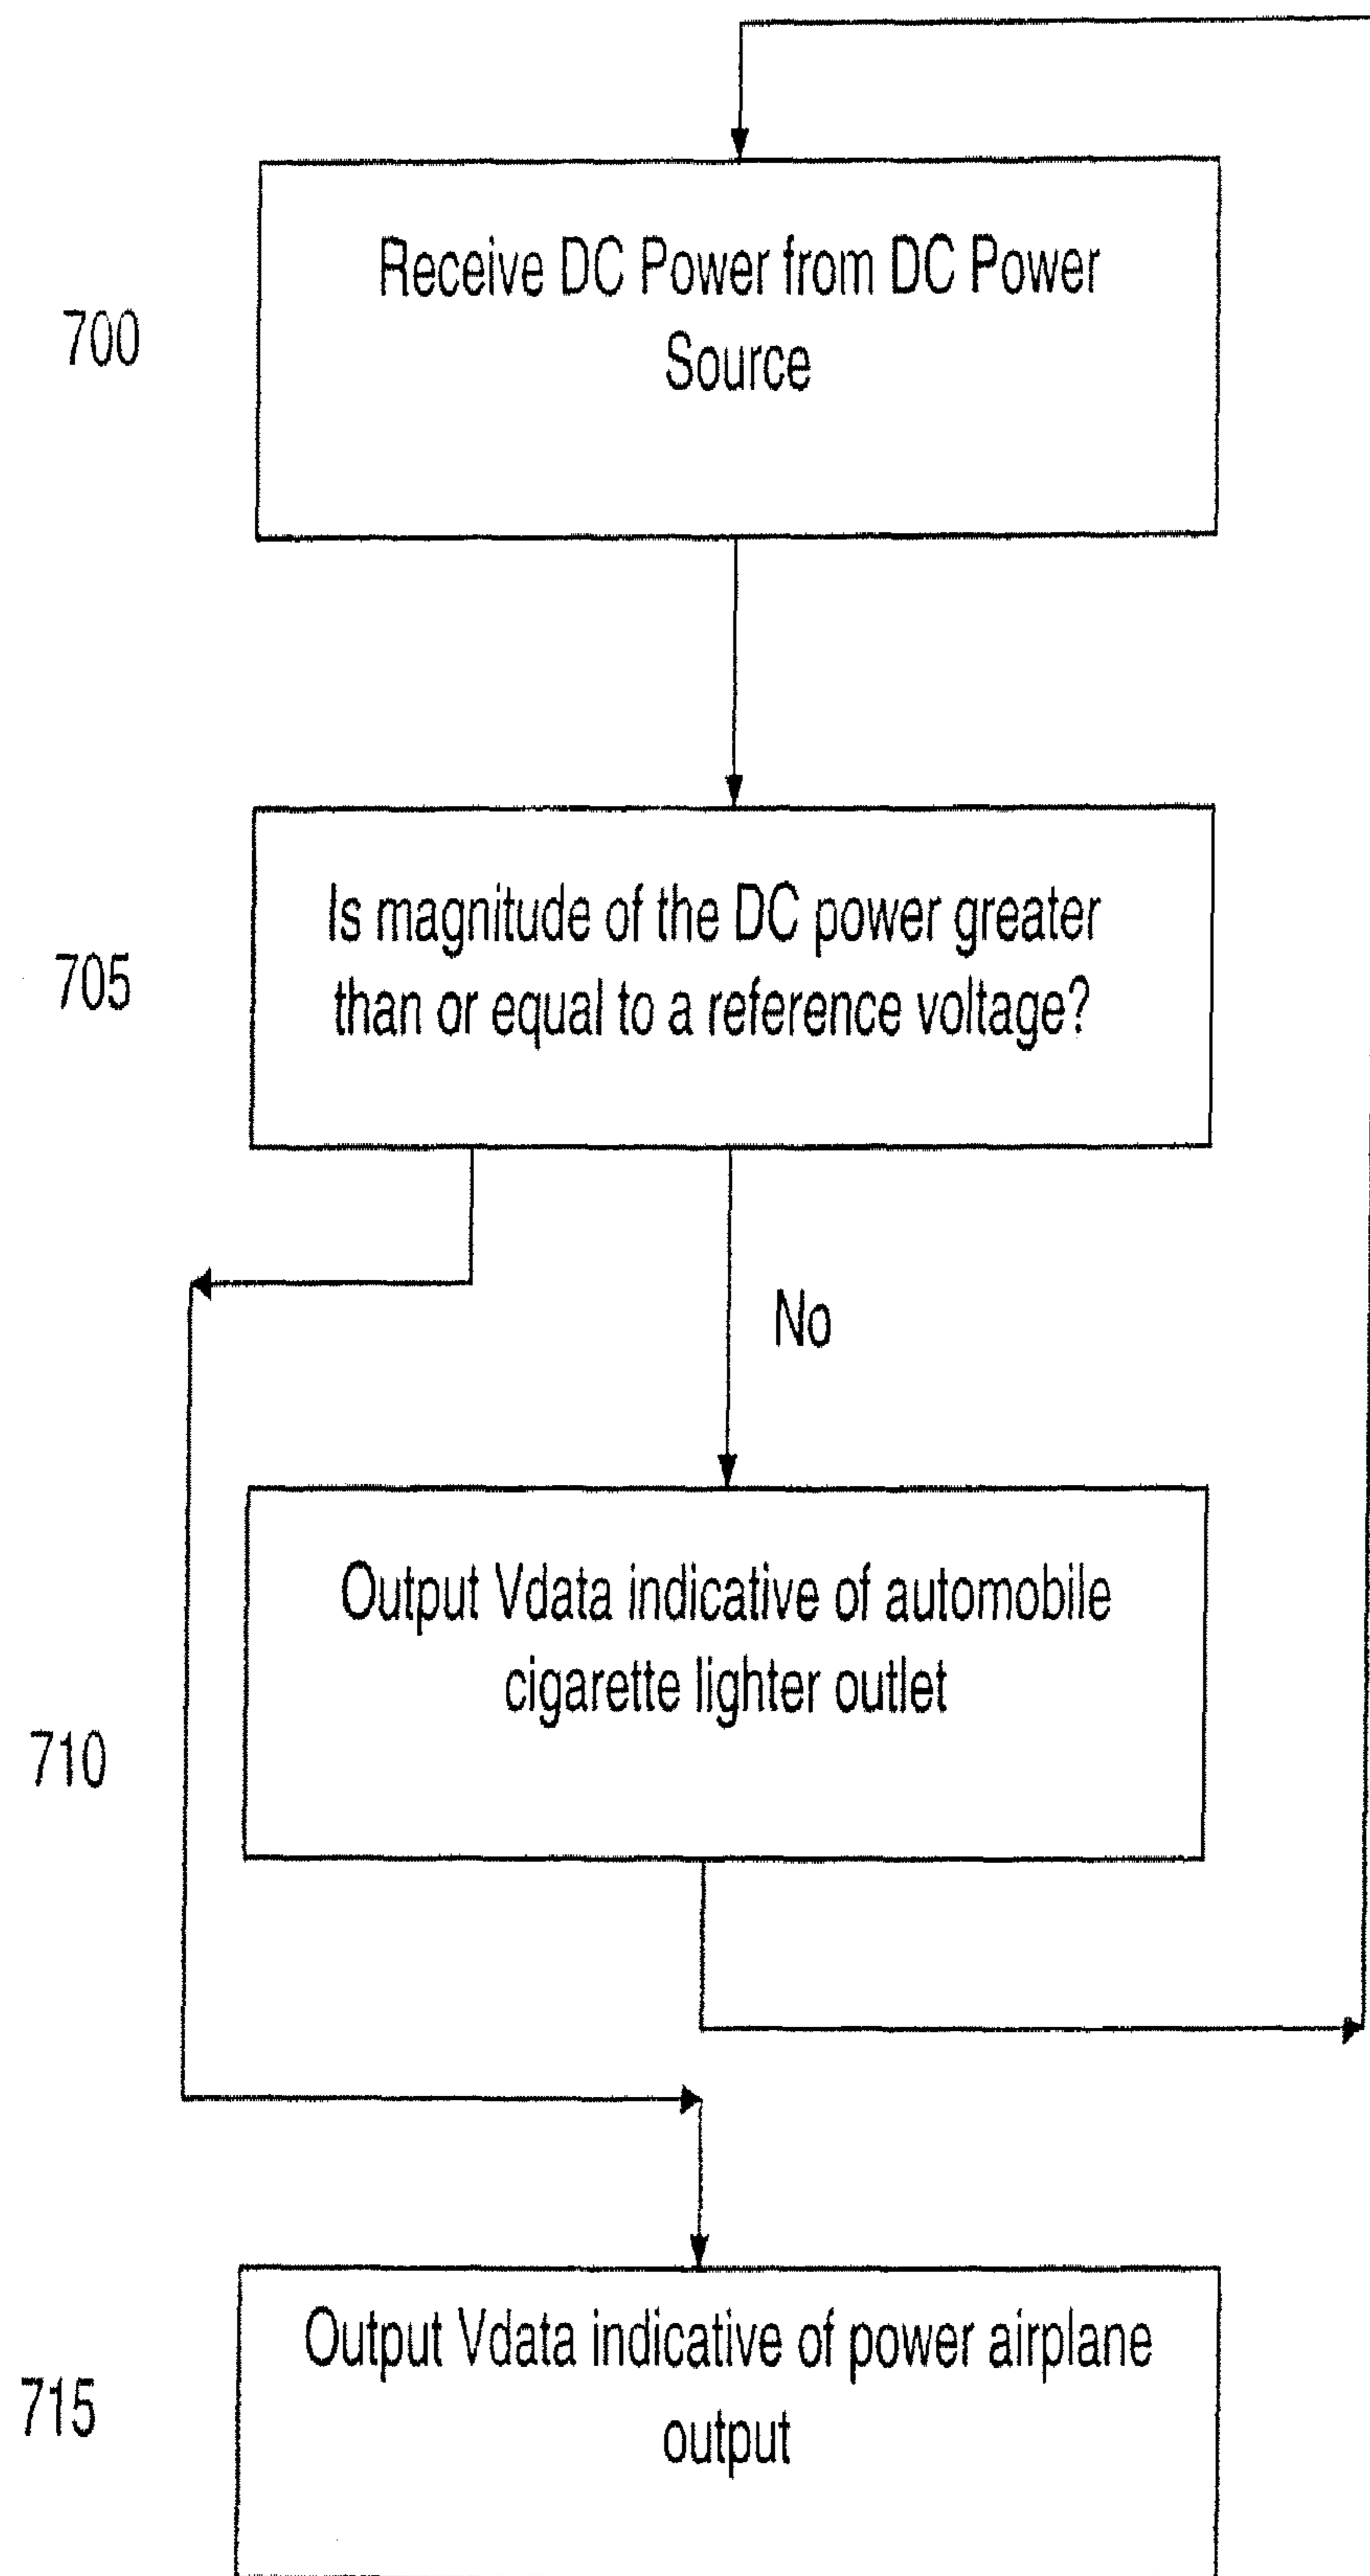 700
Receive DC Power from DC Power
Source
705
Is magnitude of the DC power greater
than or equal to a reference voltage?
No
710
Output Vdata indicative of automobile
cigarette lighter outlet
715
Output Vdata indicative of power airplane
output